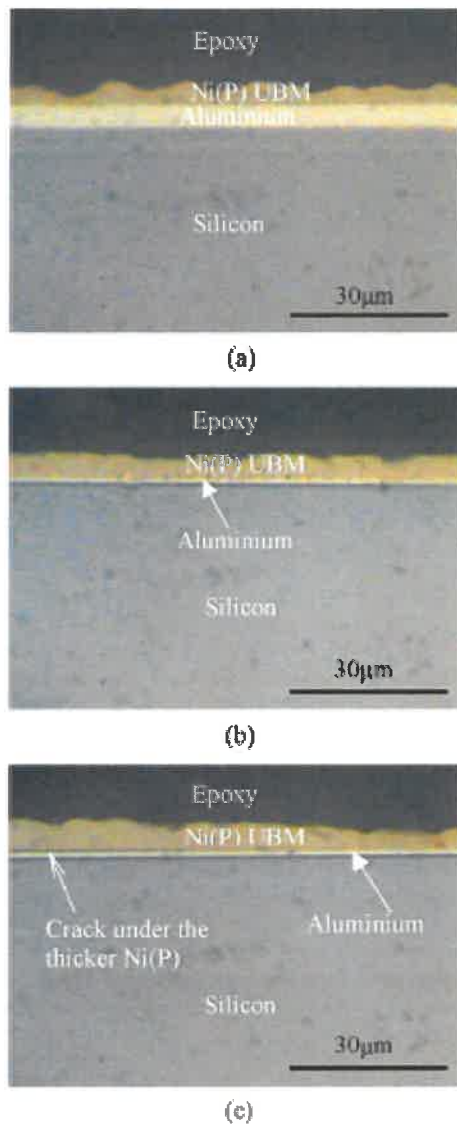 Epoxy
Ni(P) UBM
Aluminium
Silicon
30μm
(a)
Epoxy
Ni(P) UBM
Aluminium
Silicon
30μm
(b)
Epoxy
Ni(P) UBM
Crack under the
thicker Ni(P)
Aluminium
Silicon
30μm
(c)